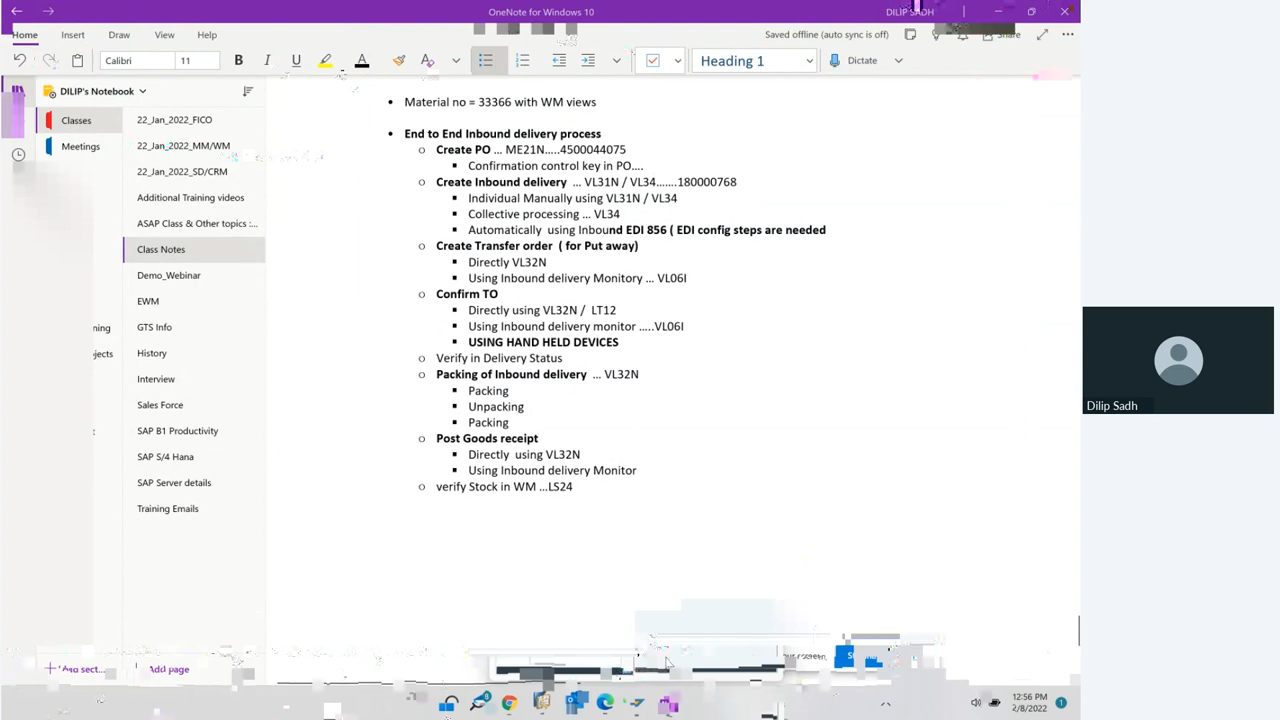 OneNote for Windows 10
DILIP SADH
Home
Insert
Draw
View
Help
Saved offline (auto sync is off)
Share
Calibri
11
B
I
U
A
Heading 1
Dictate
DILIP's Notebook
Classes
Meetings
22_Jan_2022_FICO
22_Jan_2022_MM/WM
22_Jan_2022_SD/CRM
Additional Training videos
ASAP Class & Other topics :...
Class Notes
Demo_Webinar
EWM
GTS Info
History
Interview
Sales Force
SAP B1 Productivity
SAP S/4 Hana
SAP Server details
Training Emails
Add page
Material no = 33366 with WM views
End to End Inbound delivery process
Create PO ... ME21N.....4500044075
Confirmation control key in PO....
Create Inbound delivery ... VL31N / VL34.......180000768
Individual Manually using VL31N / VL34
Collective processing ... VL34
Automatically using Inbound EDI 856 ( EDI config steps are needed
Create Transfer order ( for Put away)
Directly VL32N
Using Inbound delivery Monitory ... VL06I
Confirm TO
Directly using VL32N / LT12
Using Inbound delivery monitor .....VL06I
USING HAND HELD DEVICES
Verify in Delivery Status
Packing of Inbound delivery ... VL32N
Packing
Unpacking
Packing
Post Goods receipt
Directly using VL32N
Using Inbound delivery Monitor
verify Stock in WM ...LS24
Dilip Sadh
12:56 PM
2/8/2022